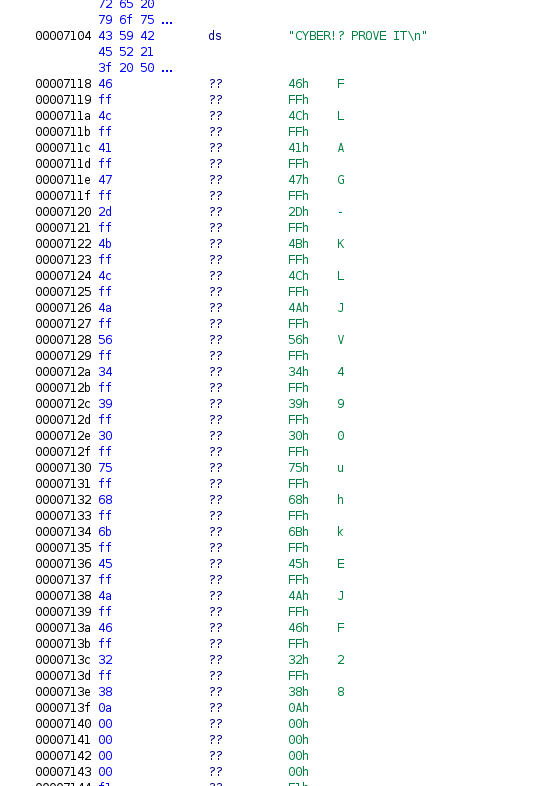 72 65 20
79 6f 75 ...
00007104 43 59 42 ds "CYBER!? PROVE IT\n"
45 52 21
3f 20 50 ...
00007118 46 ?? 46h F
00007119 ff ?? FFh
0000711a 4c ?? 4Ch L
0000711b ff ?? FFh
0000711c 41 ?? 41h A
0000711d ff ?? FFh
0000711e 47 ?? 47h G
0000711f ff ?? FFh
00007120 2d ?? 2Dh -
00007121 ff ?? FFh
00007122 4b ?? 4Bh K
00007123 ff ?? FFh
00007124 4c ?? 4Ch L
00007125 ff ?? FFh
00007126 4a ?? 4Ah J
00007127 ff ?? FFh
00007128 56 ?? 56h V
00007129 ff ?? FFh
0000712a 34 ?? 34h 4
0000712b ff ?? FFh
0000712c 39 ?? 39h 9
0000712d ff ?? FFh
0000712e 30 ?? 30h 0
0000712f ff ?? FFh
00007130 75 ?? 75h u
00007131 ff ?? FFh
00007132 68 ?? 68h h
00007133 ff ?? FFh
00007134 6b ?? 6Bh k
00007135 ff ?? FFh
00007136 45 ?? 45h E
00007137 ff ?? FFh
00007138 4a ?? 4Ah J
00007139 ff ?? FFh
0000713a 46 ?? 46h F
0000713b ff ?? FFh
0000713c 32 ?? 32h 2
0000713d ff ?? FFh
0000713e 38 ?? 38h 8
0000713f 0a ?? 0Ah
00007140 00 ?? 00h
00007141 00 ?? 00h
00007142 00 ?? 00h
00007143 00 ?? 00h
00007144 f1 ?? F1h